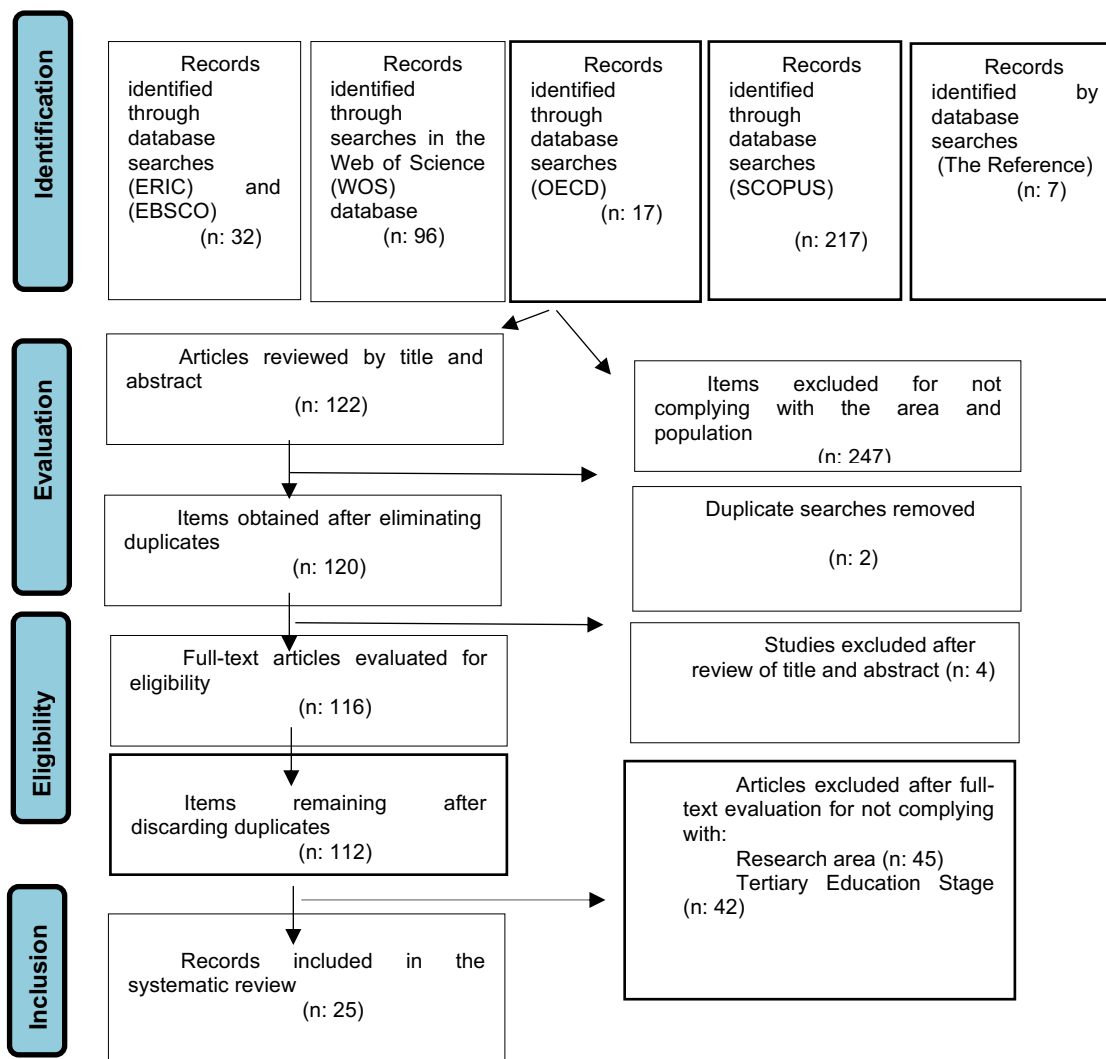 Identification
Records
identified
through
database
searches
(ERIC) and
(EBSCO)
(n: 32)
Records
identified
through
searches in the
Web of Science
(WOS)
database
(n: 96)
Records
identified
through
database
searches
(OECD)
(n: 17)
Records
identified
through
database
searches
(SCOPUS)
(n: 217)
Records
identified by
database
searches
(The Reference)
(n: 7)
Evaluation
Articles reviewed by title and
abstract
(n: 122)
Items excluded for not
complying with the area and
population
(n: 247)
Items obtained after eliminating
duplicates
(n: 120)
Duplicate searches removed
(n: 2)
Eligibility
Full-text articles evaluated for
eligibility
(n: 116)
Studies excluded after
review of title and abstract (n: 4)
Items remaining after
discarding duplicates
(n: 112)
Articles excluded after full-
text evaluation for not complying
with:
Research area (n: 45)
Tertiary Education Stage
(n: 42)
Inclusion
Records included in the
systematic review
(n: 25)